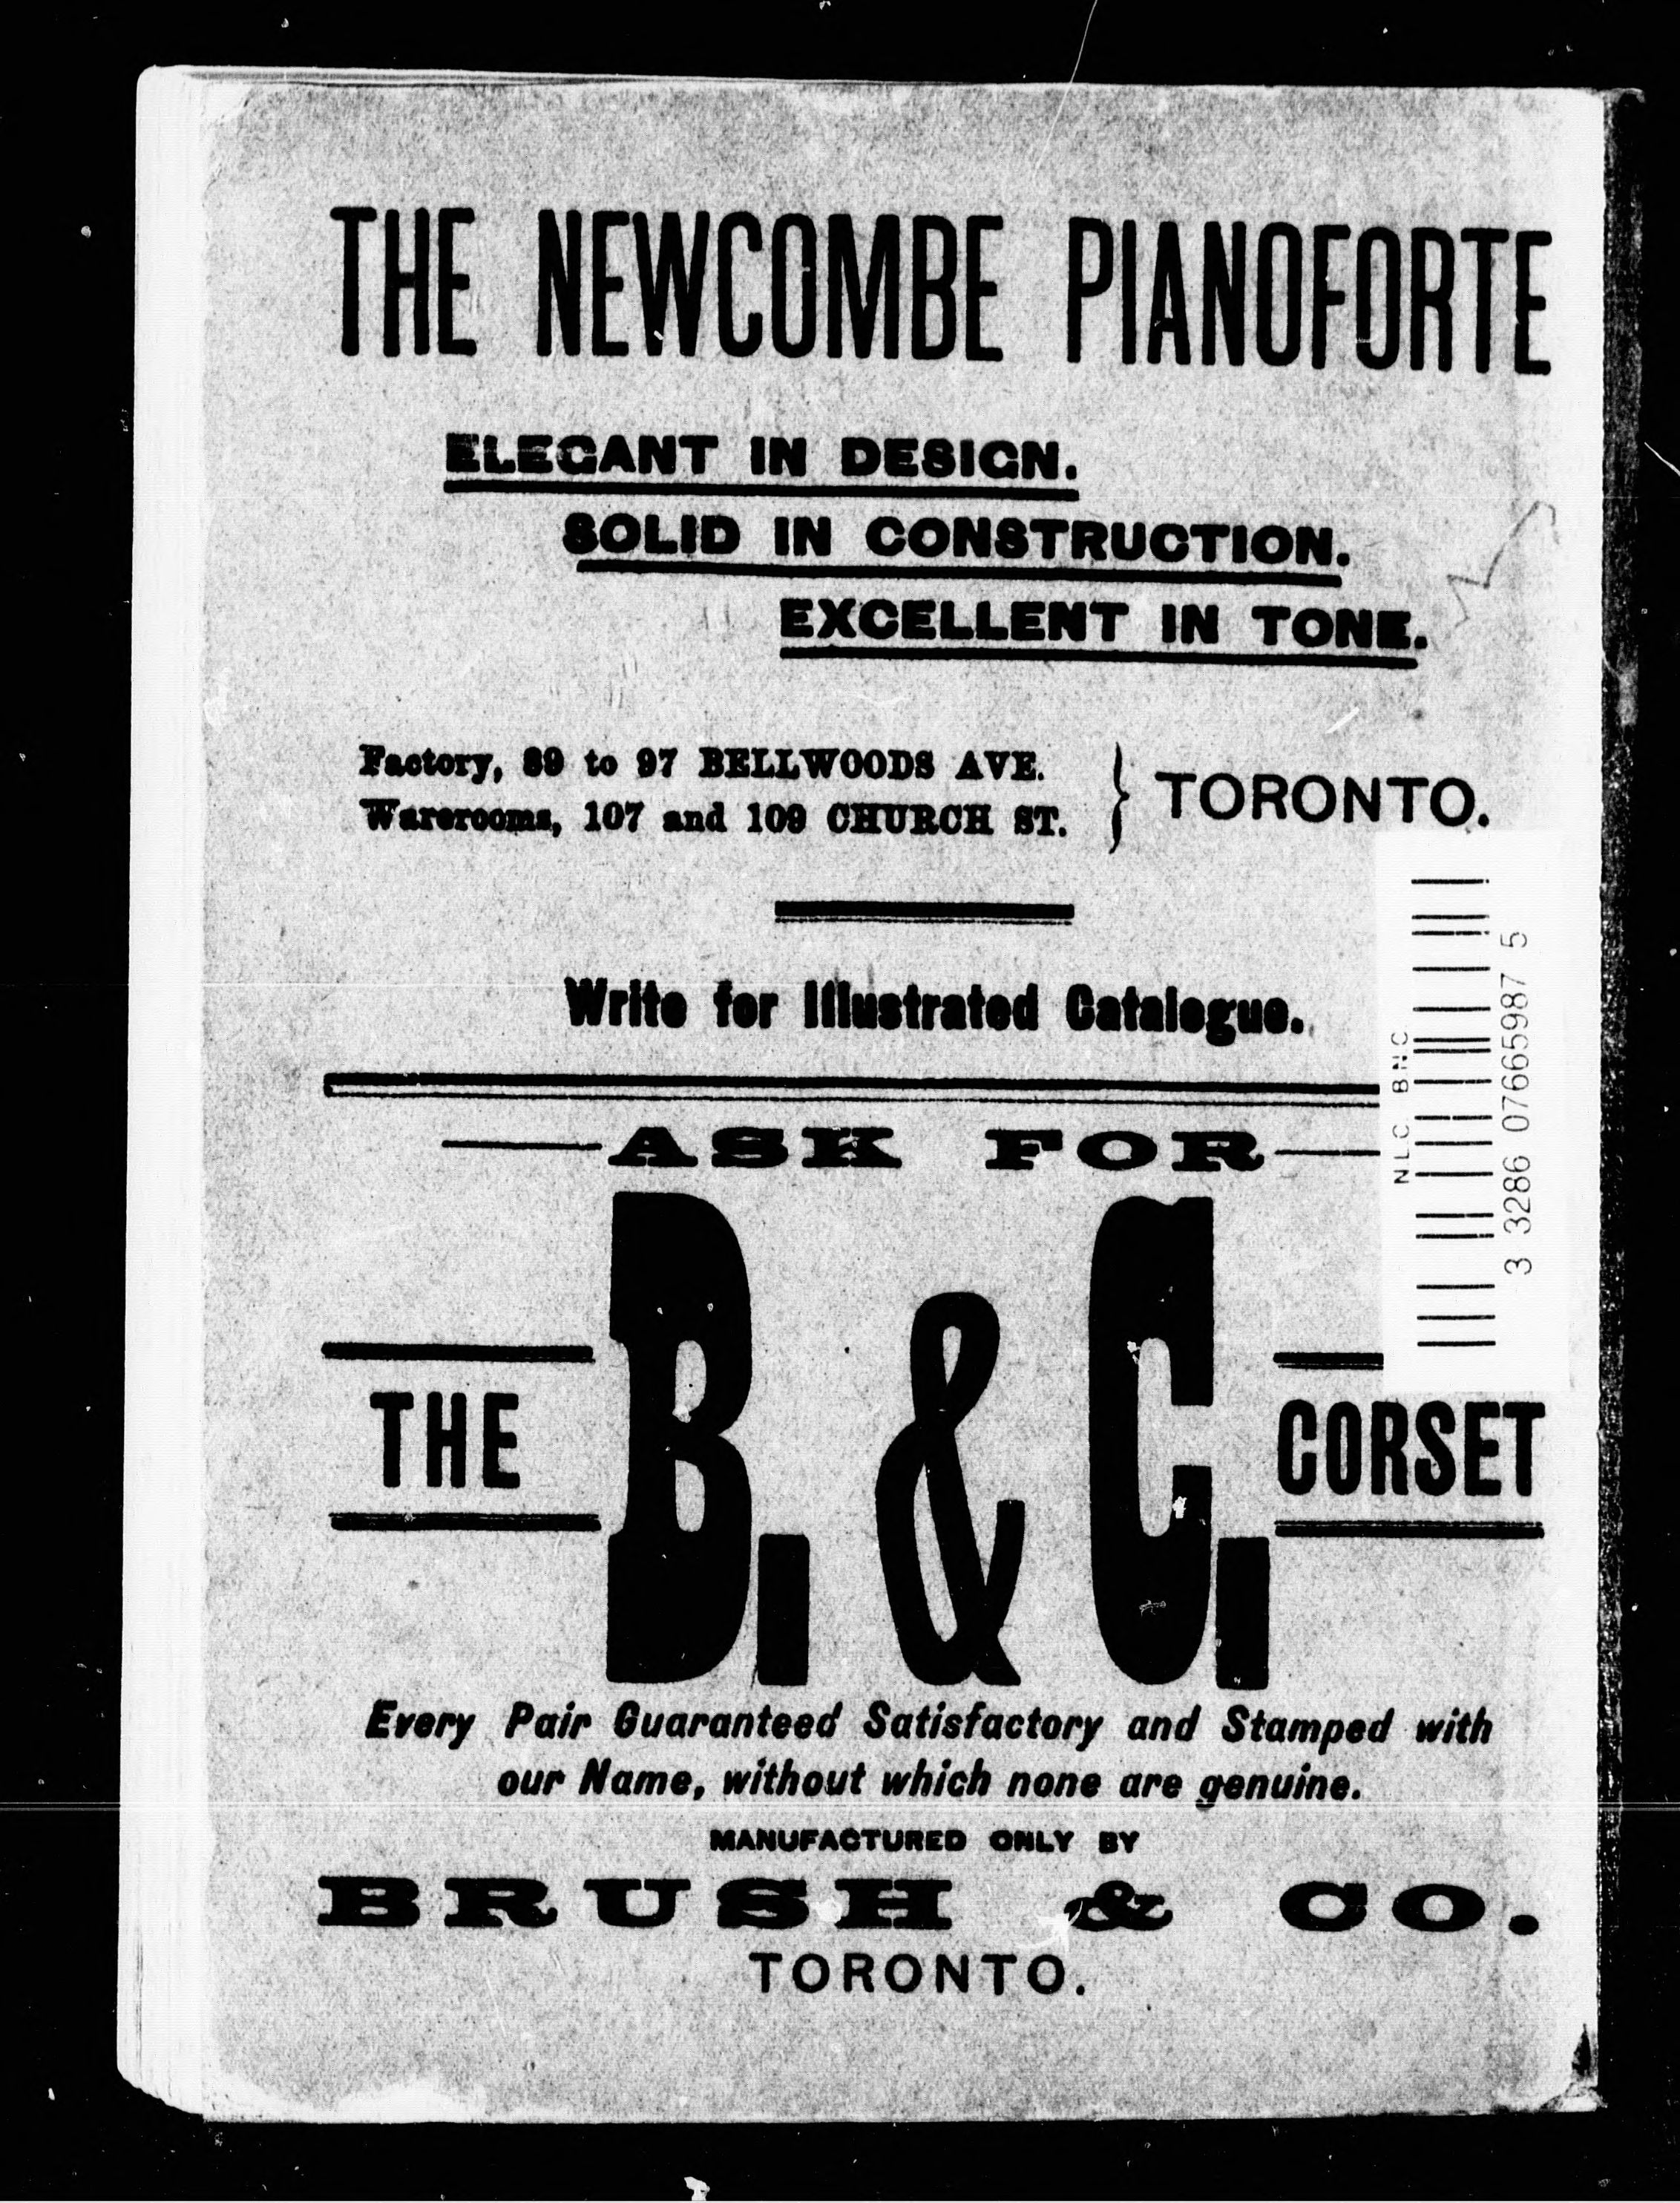 THE NEWCOMBE PIANOFORTE
ELEGANT IN DESIGN.
SOLID IN CONSTRUCTION.
EXCELLENT IN TONE.
Factory, 89 to 97 BELLWOODS AVE.
Warerooms, 107 and 109 CHURCH ST.
} TORONTO.
Write for Illustrated Catalogue.
NLC BNC
3 3286 07665987 5
ASK FOR
THE B. & C. CORSET
Every Pair Guaranteed Satisfactory and Stamped with
our Name, without which none are genuine.
MANUFACTURED ONLY BY
BRUSH & CO.
TORONTO.